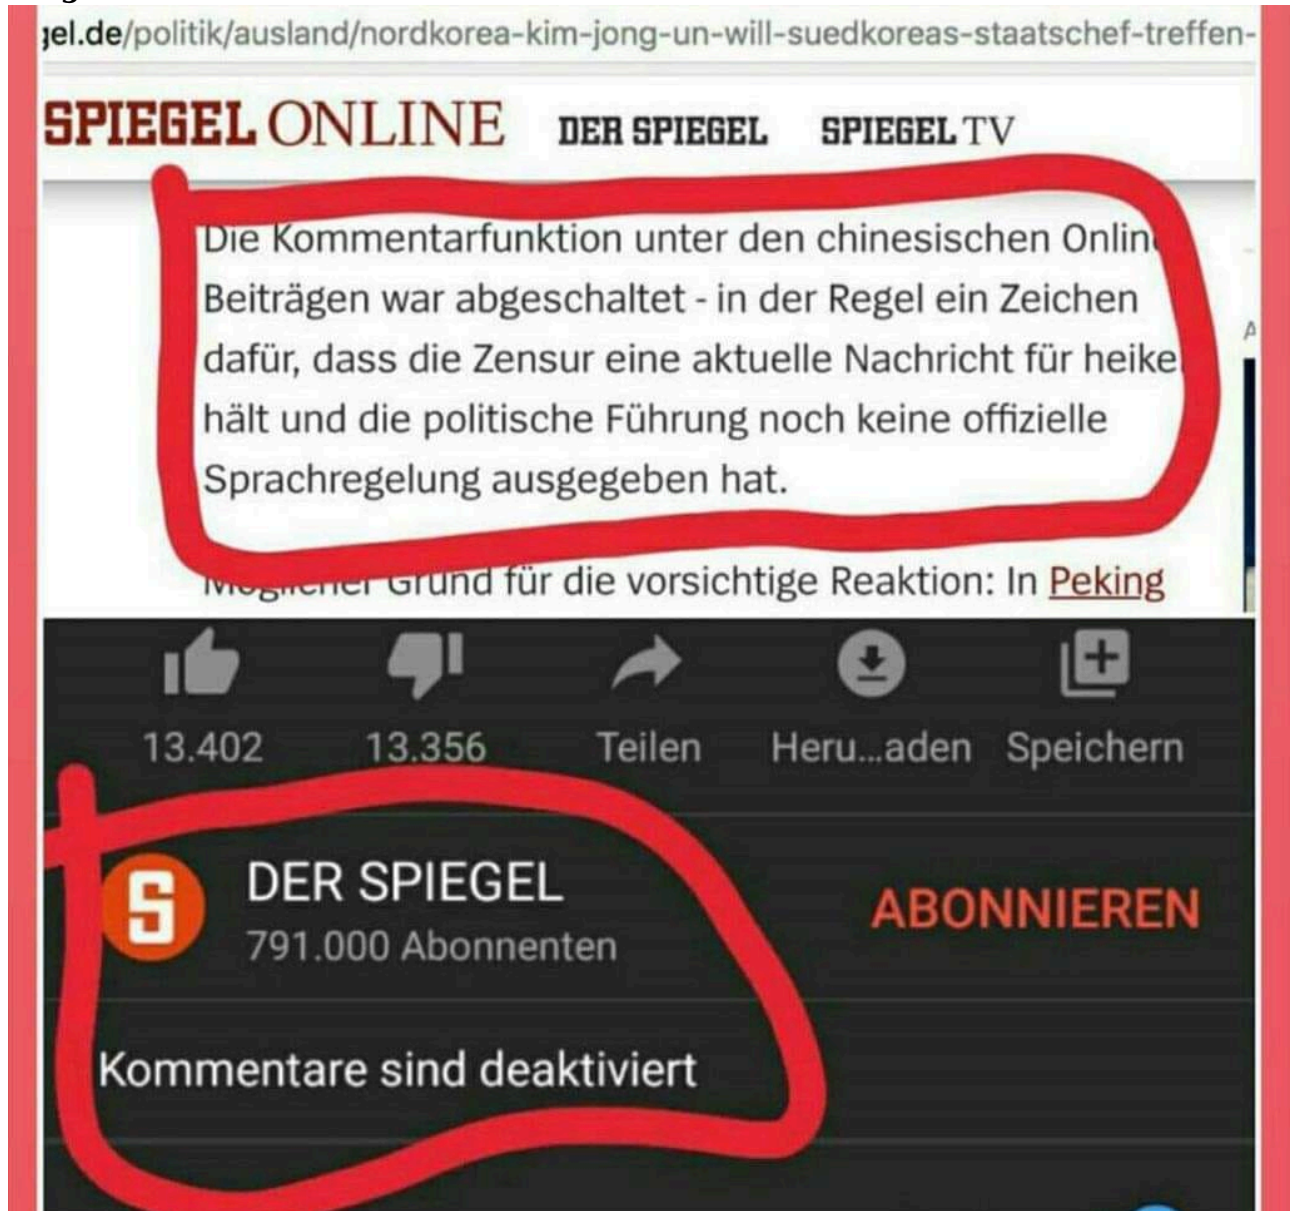 gel.de/politik/ausland/nordkorea-kim-jong-un-will-suedkoreas-staatschef-treffen-
SPIEGEL ONLINE DER SPIEGEL SPIEGEL TV
Die Kommentarfunktion unter den chinesischen Onlin
Beiträgen war abgeschaltet - in der Regel ein Zeichen
dafür, dass die Zensur eine aktuelle Nachricht für heike
hält und die politische Führung noch keine offizielle
Sprachregelung ausgegeben hat.
Möglicher Grund für die vorsichtige Reaktion: In Peking
13.402 13.356 Teilen Heru...aden Speichern
S DER SPIEGEL
791.000 Abonnenten
ABONNIEREN
Kommentare sind deaktiviert